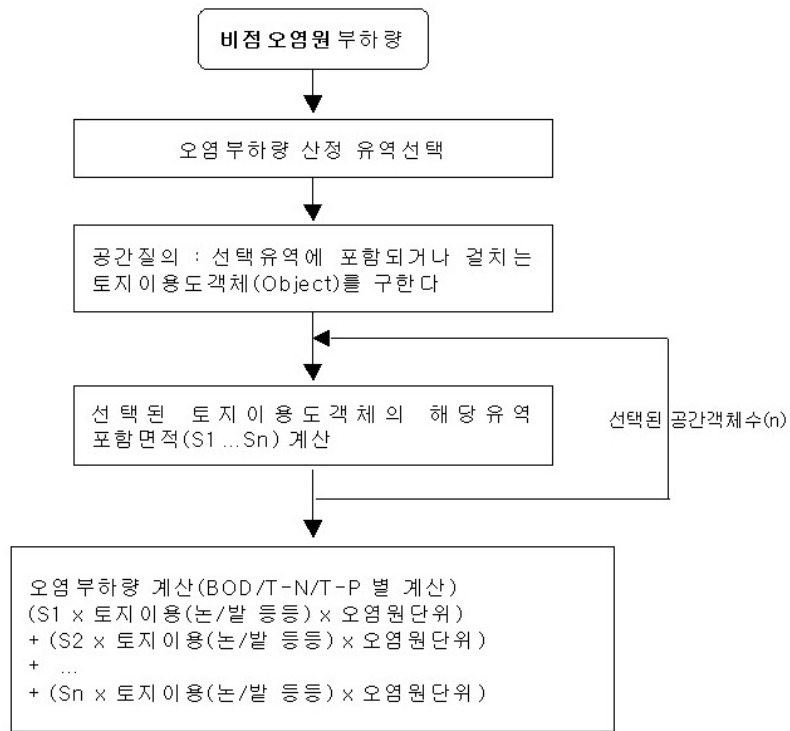 비점오염원 부하량
오염부하량 산정 유역선택
공간질의 : 선택유역에 포함되거나 걸치는
토지이용도객체(Object)를 구한다
선택된 토지이용도객체의 해당유역
포함면적(S1...Sn) 계산
선택된 공간객체수(n)
오염부하량 계산(BOD/T-N/T-P 별 계산)
(S1 x 토지이용(논/밭 등등) x 오염원단위)
+ (S2 x 토지이용(논/밭 등등) x 오염원단위)
+ ...
+ (Sn x 토지이용(논/밭 등등) x 오염원단위)